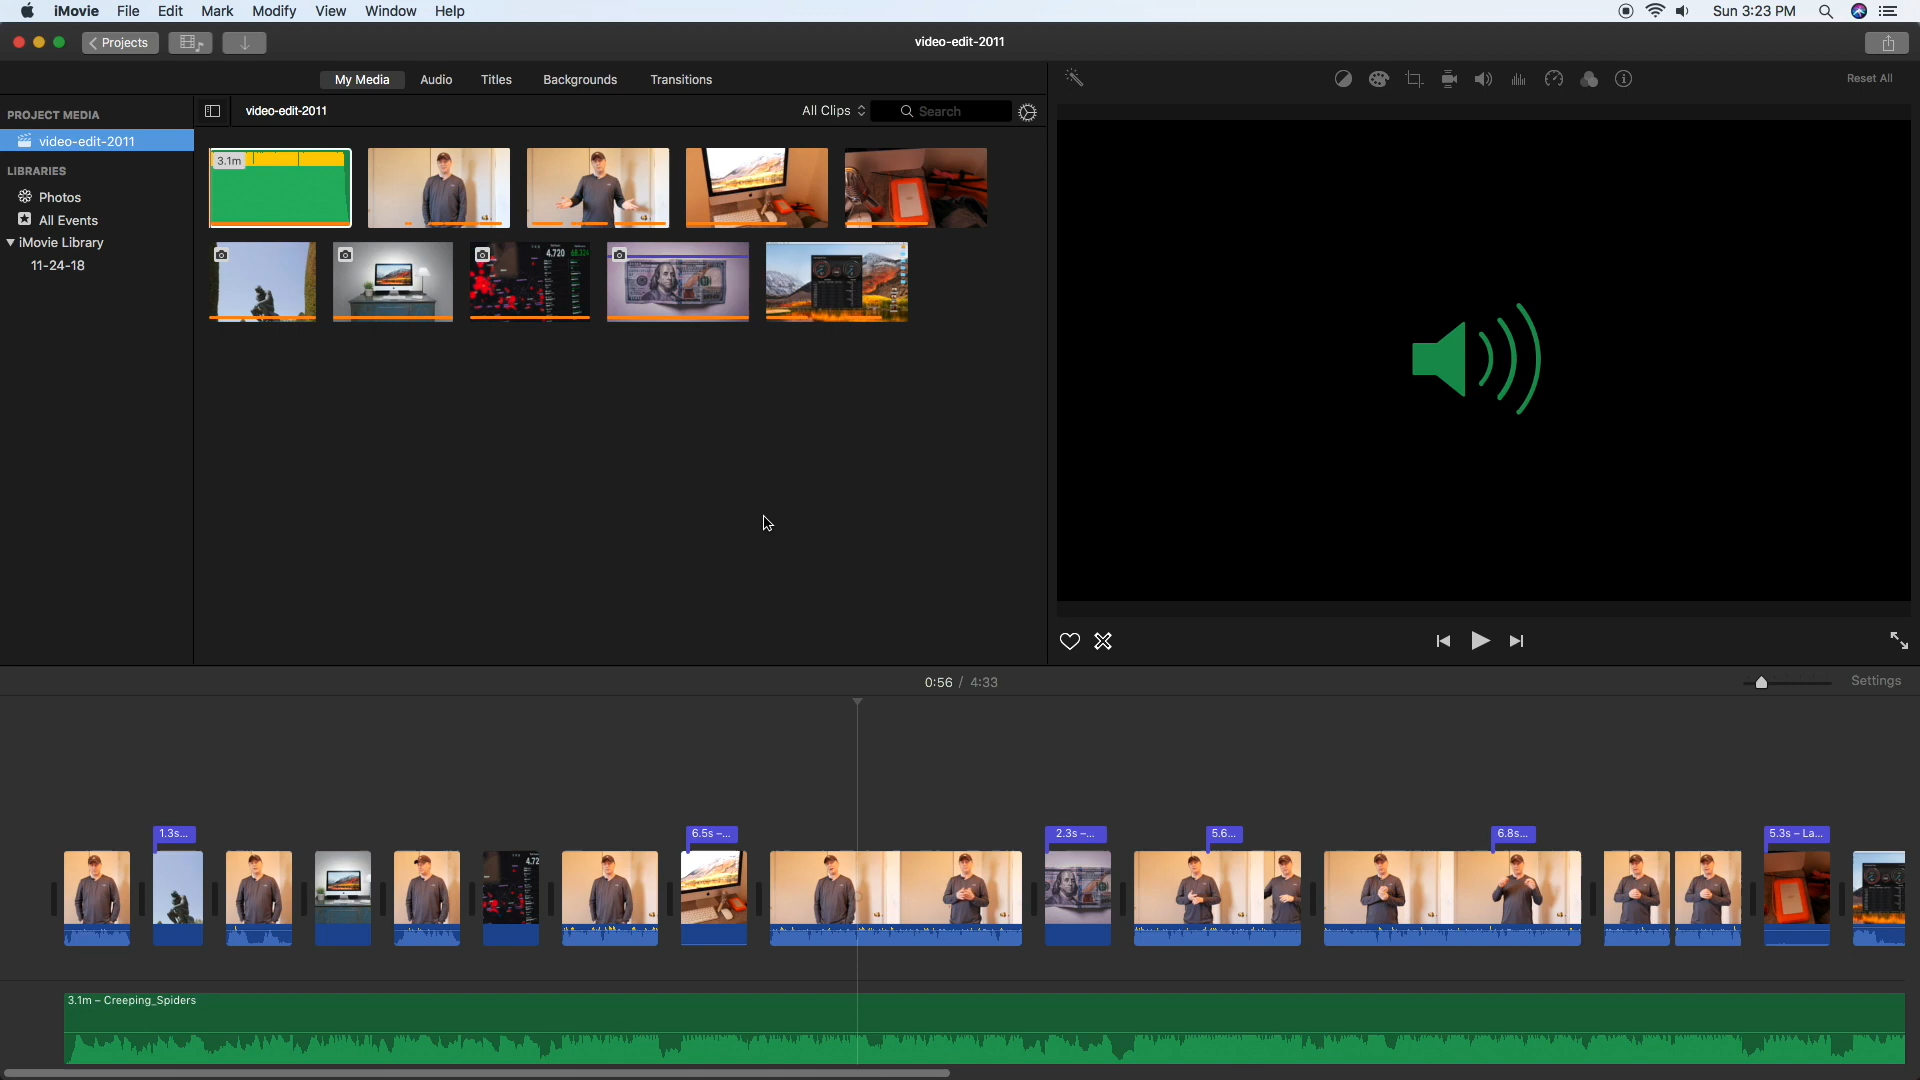 iMovie File Edit Mark Modify View Window Help
Sun 3:23 PM
Projects
video-edit-2011
My Media Audio Titles Backgrounds Transitions
Reset All
PROJECT MEDIA
video-edit-2011
LIBRARIES
Photos
All Events
iMovie Library
11-24-18
video-edit-2011
All Clips
Search
3.1m
4,720
0:56 / 4:33
Settings
1.3s...
6.5s –...
2.3s –...
5.6...
6.8s...
5.3s – La...
4.72
3.1m – Creeping_Spiders